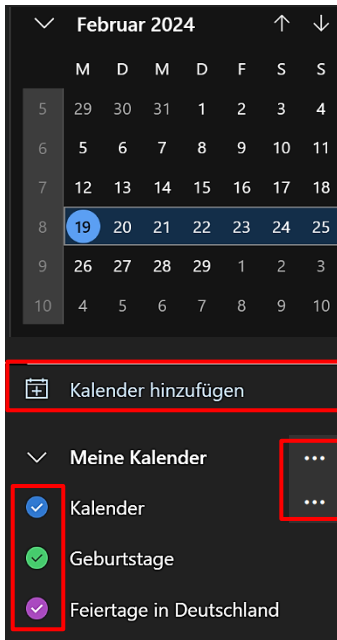 Februar 2024
M D M D F S S
5 29 30 31 1 2 3 4
6 5 6 7 8 9 10 11
7 12 13 14 15 16 17 18
8 19 20 21 22 23 24 25
9 26 27 28 29 1 2 3
10 4 5 6 7 8 9 10
Kalender hinzufügen
Meine Kalender
Kalender
Geburtstage
Feiertage in Deutschland